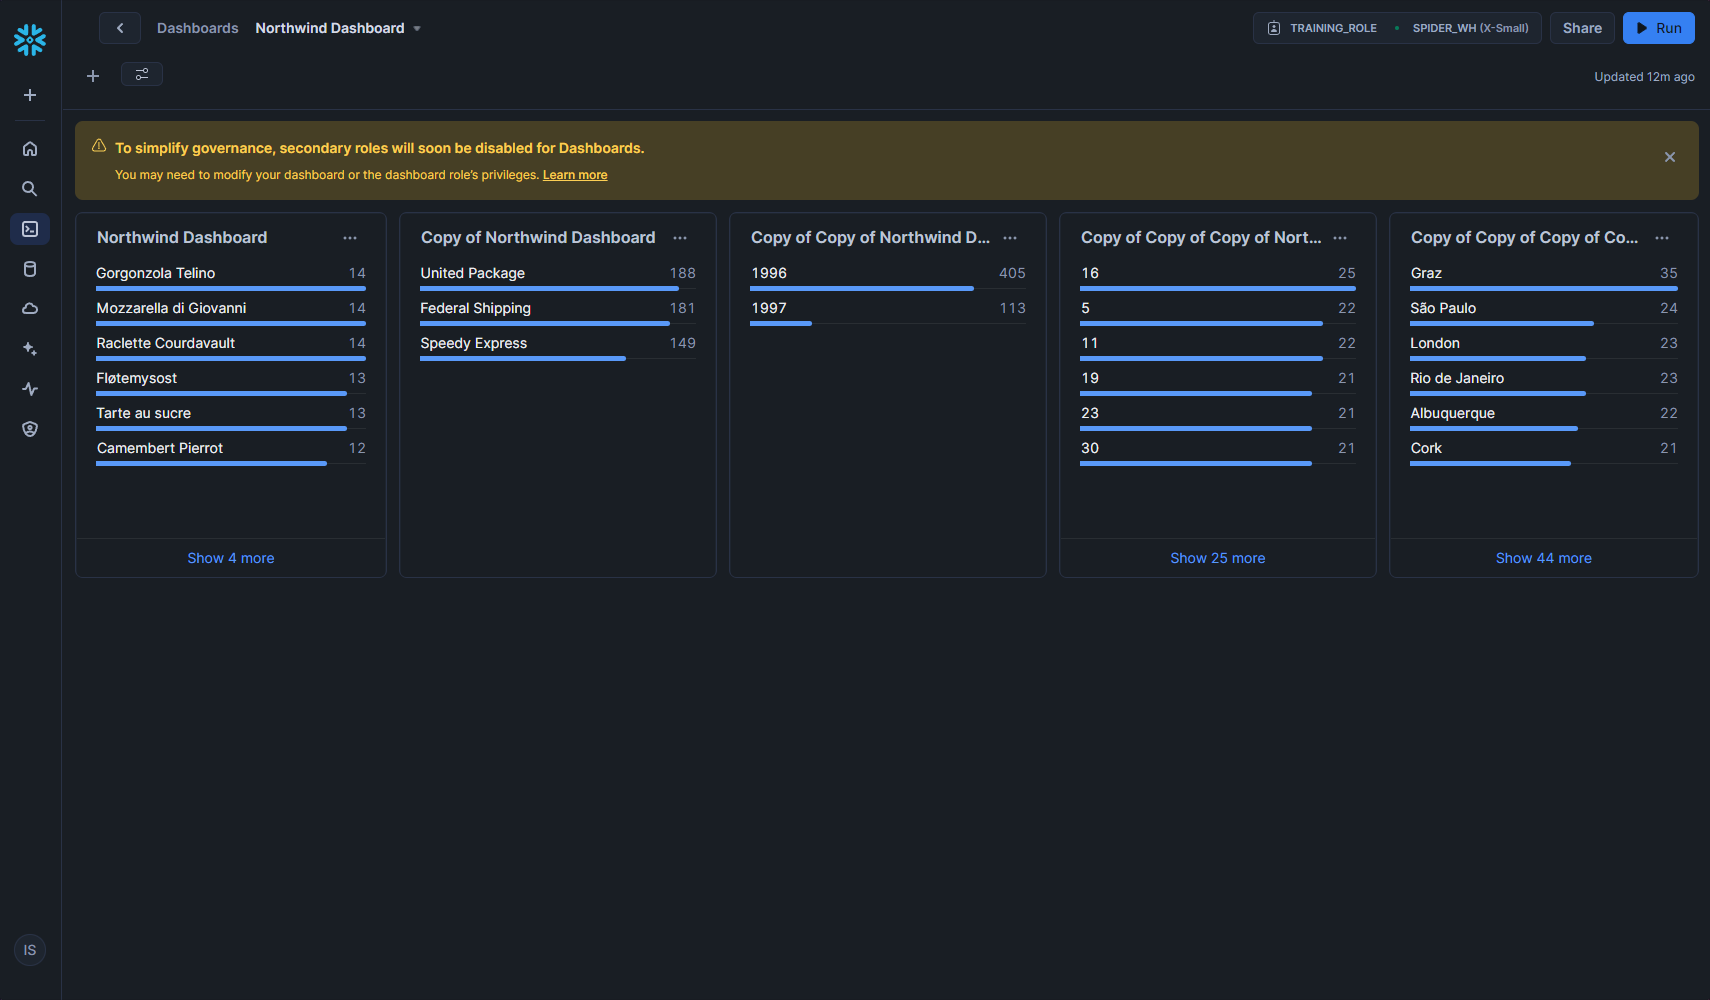 Dashboards
Northwind Dashboard
TRAINING_ROLE
SPIDER_WH (X-Small)
Share
Run
Updated 12m ago
To simplify governance, secondary roles will soon be disabled for Dashboards.
You may need to modify your dashboard or the dashboard role's privileges. Learn more
Northwind Dashboard
Gorgonzola Telino 14
Mozzarella di Giovanni 14
Raclette Courdavault 14
Fløtemysost 13
Tarte au sucre 13
Camembert Pierrot 12
Show 4 more
Copy of Northwind Dashboard
United Package 188
Federal Shipping 181
Speedy Express 149
Copy of Copy of Northwind D...
1996 405
1997 113
Copy of Copy of Copy of Nort...
16 25
5 22
11 22
19 21
23 21
30 21
Show 25 more
Copy of Copy of Copy of Co...
Graz 35
São Paulo 24
London 23
Rio de Janeiro 23
Albuquerque 22
Cork 21
Show 44 more
IS